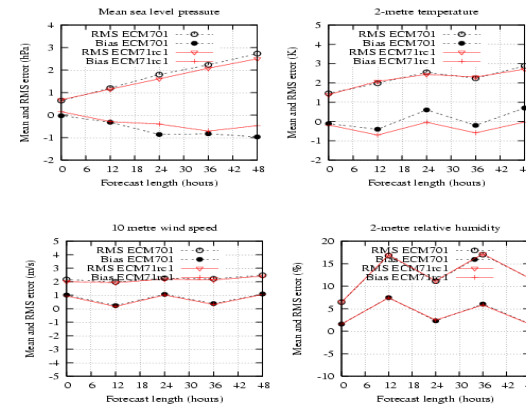 Mean sea level pressure
RMS ECM701
Bias ECM701
RMS ECM71rc1
Bias ECM71rc1
Mean and RMS error (hPa)
4
3
2
1
0
-1
-2
0 6 12 18 24 30 36 42 48
Forecast length (hours)
2-metre temperature
RMS ECM701
Bias ECM701
RMS ECM71rc1
Bias ECM71rc1
Mean and RMS error (K)
5
4
3
2
1
0
-1
-2
0 6 12 18 24 30 36 42 48
Forecast length (hours)
10 metre wind speed
RMS ECM701
Bias ECM701
RMS ECM71rc1
Bias ECM71rc1
Mean and RMS error (m/s)
5
4
3
2
1
0
-1
-2
-3
-4
-5
0 6 12 18 24 30 36 42 48
Forecast length (hours)
2-metre relative humidity
RMS ECM701
Bias ECM701
RMS ECM71rc1
Bias ECM71rc1
Mean and RMS error (%)
20
15
10
5
0
-5
-10
0 6 12 18 24 30 36 42
Forecast length (hours)